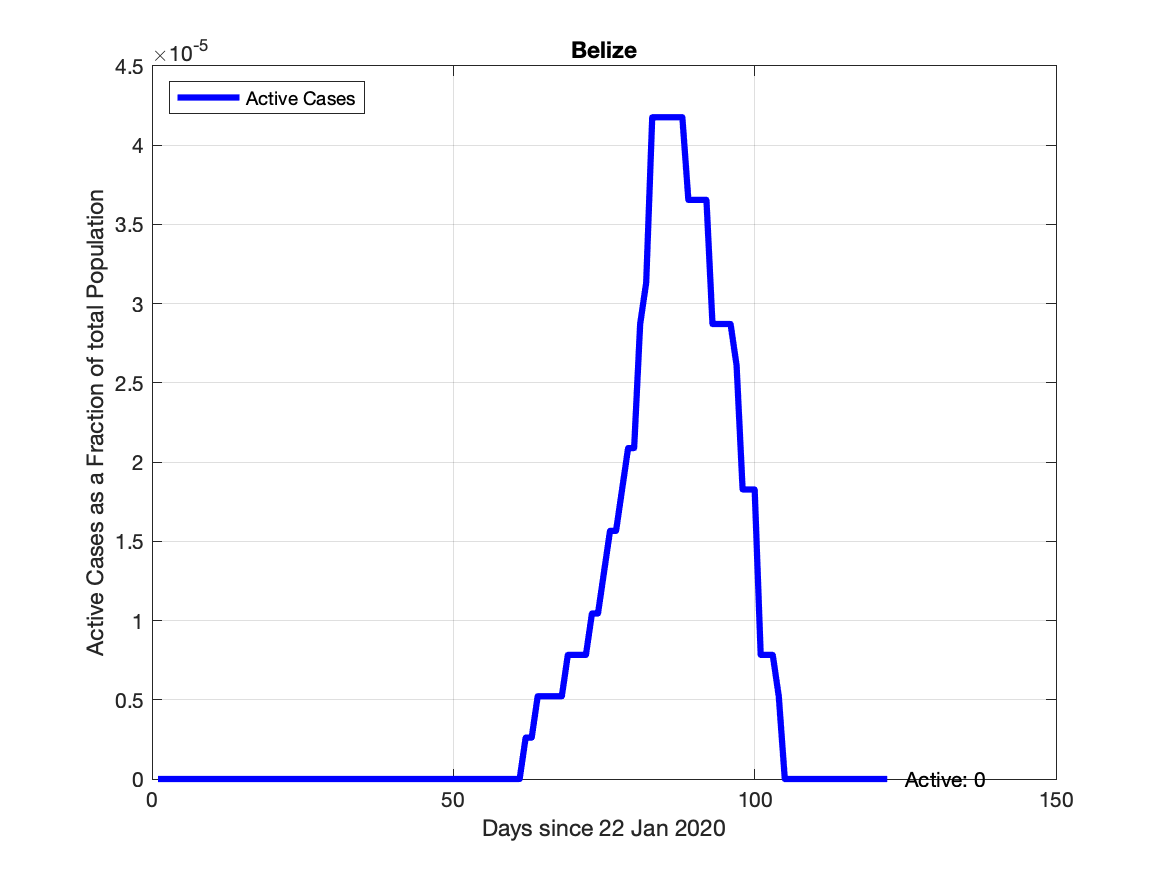 Belize
×10-5
4.5
4
3.5
3
2.5
2
1.5
1
0.5
0
Active Cases as a Fraction of total Population
Active Cases
Active: 0
0 50 100 150
Days since 22 Jan 2020